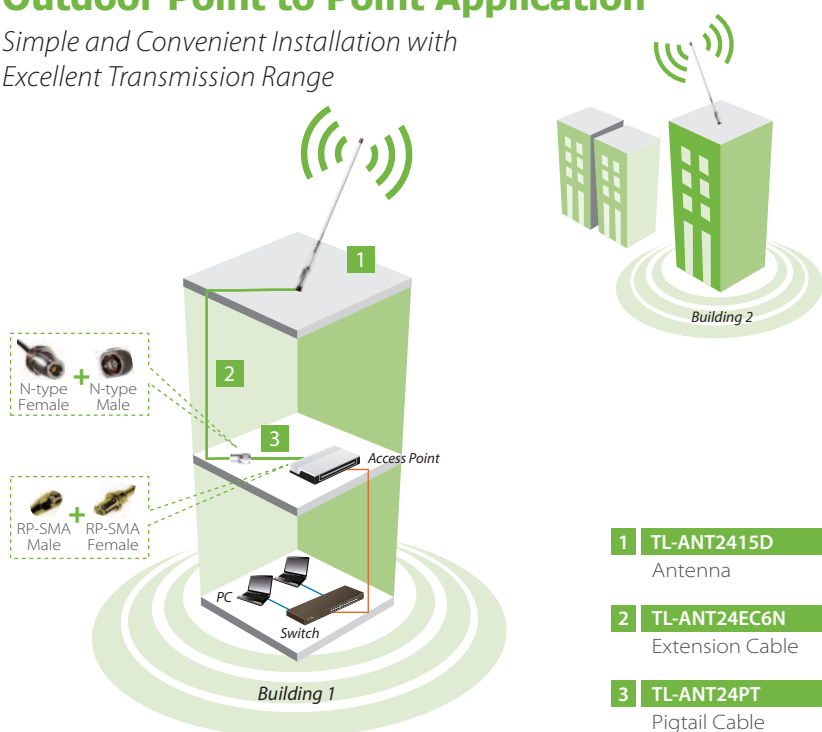 Outdoor Point to Point Application
Simple and Convenient Installation with
Excellent Transmission Range
1
Building 2
2
N-type
Female
+
N-type
Male
3
Access Point
RP-SMA
Male
+
RP-SMA
Female
PC
Switch
Building 1
1 TL-ANT2415D
Antenna
2 TL-ANT24EC6N
Extension Cable
3 TL-ANT24PT
Pigtail Cable